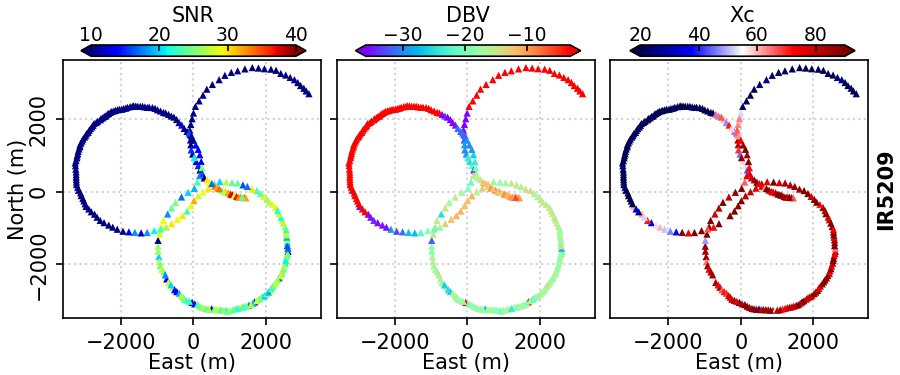 SNR DBV Xc
10 20 30 40 −30 −20 −10 20 40 60 80
2000
0
−2000
North (m)
IR5209
−2000 0 2000 −2000 0 2000 −2000 0 2000
East (m) East (m) East (m)